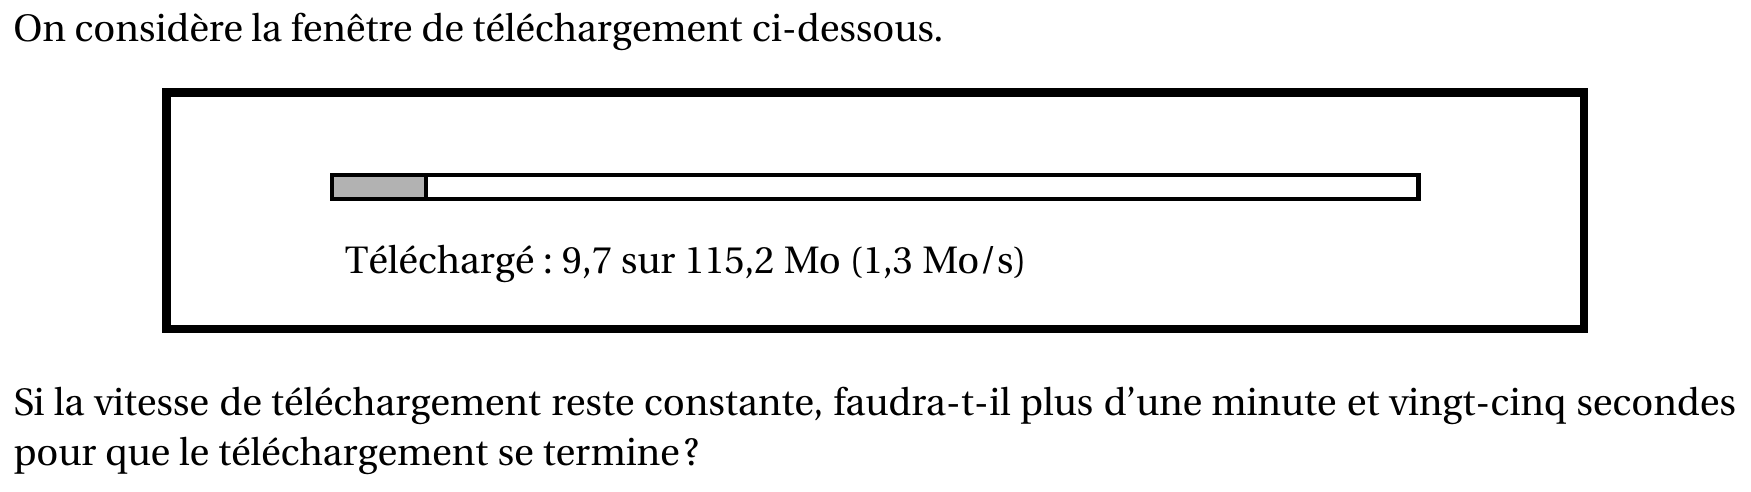 On considère la fenêtre de téléchargement ci-dessous.
Téléchargé : 9,7 sur 115,2 Mo (1,3 Mo/s)
Si la vitesse de téléchargement reste constante, faudra-t-il plus d’une minute et vingt-cinq secondes
pour que le téléchargement se termine ?